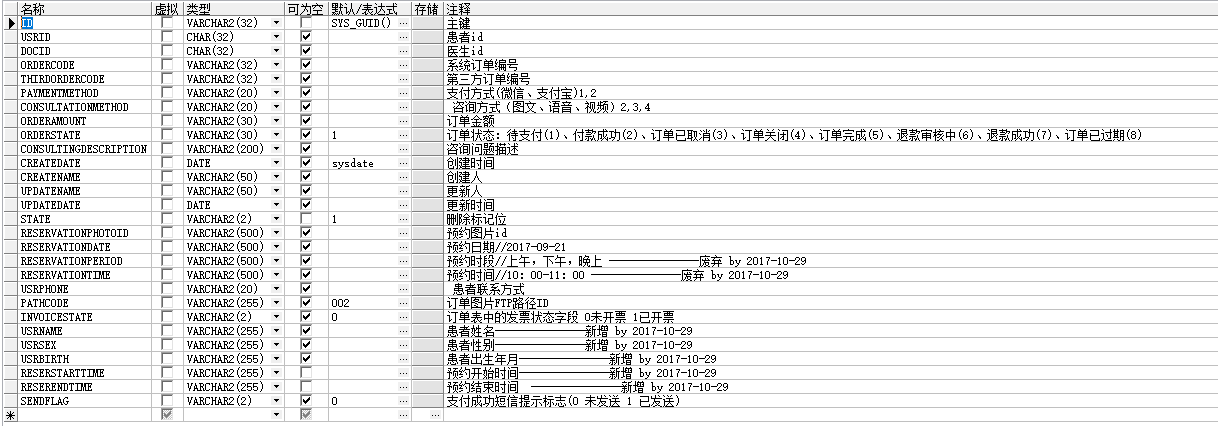 名称 虚拟 类型 可为空 默认/表达式 存储 注释
ID VARCHAR2(32) SYS_GUID() ... 主键
USRID CHAR(32) ... 患者id
DOCID CHAR(32) ... 医生id
ORDERCODE VARCHAR2(32) ... 系统订单编号
THIRDORDERCODE VARCHAR2(32) ... 第三方订单编号
PAYMENTMETHOD VARCHAR2(20) ... 支付方式(微信、支付宝)1,2
CONSULTATIONMETHOD VARCHAR2(20) ... 咨询方式（图文、语音、视频）2,3,4
ORDERAMOUNT VARCHAR2(30) ... 订单金额
ORDERSTATE VARCHAR2(30) 1 ... 订单状态：待支付(1)、付款成功(2)、订单已取消(3)、订单关闭(4)、订单完成(5)、退款审核中(6)、退款成功(7)、订单已过期(8)
CONSULTINGDESCRIPTION VARCHAR2(200) ... 咨询问题描述
CREATEDATE DATE sysdate ... 创建时间
CREATENAME VARCHAR2(50) ... 创建人
UPDATENAME VARCHAR2(50) ... 更新人
UPDATEDATE DATE ... 更新时间
STATE VARCHAR2(2) 1 ... 删除标记位
RESERVATIONPHOTOID VARCHAR2(500) ... 预约图片id
RESERVATIONDATE VARCHAR2(500) ... 预约日期//2017-09-21
RESERVATIONPERIOD VARCHAR2(500) ... 预约时段//上午，下午，晚上 ——————————废弃 by 2017-10-29
RESERVATIONTIME VARCHAR2(500) ... 预约时间//10：00-11：00 ——————————废弃 by 2017-10-29
USRPHONE VARCHAR2(20) ... 患者联系方式
PATHCODE VARCHAR2(255) 002 ... 订单图片FTP路径ID
INVOICESTATE VARCHAR2(2) 0 ... 订单表中的发票状态字段 0未开票 1已开票
USRNAME VARCHAR2(255) ... 患者姓名——————————新增 by 2017-10-29
USRSEX VARCHAR2(255) ... 患者性别——————————新增 by 2017-10-29
USRBIRTH VARCHAR2(255) ... 患者出生年月——————————新增 by 2017-10-29
RESERSTARTTIME VARCHAR2(255) ... 预约开始时间——————————新增 by 2017-10-29
RESERENDTIME VARCHAR2(255) ... 预约结束时间 ——————————新增 by 2017-10-29
SENDFLAG VARCHAR2(2) 0 ... 支付成功短信提示标志(0 未发送 1 已发送)
* ... ...